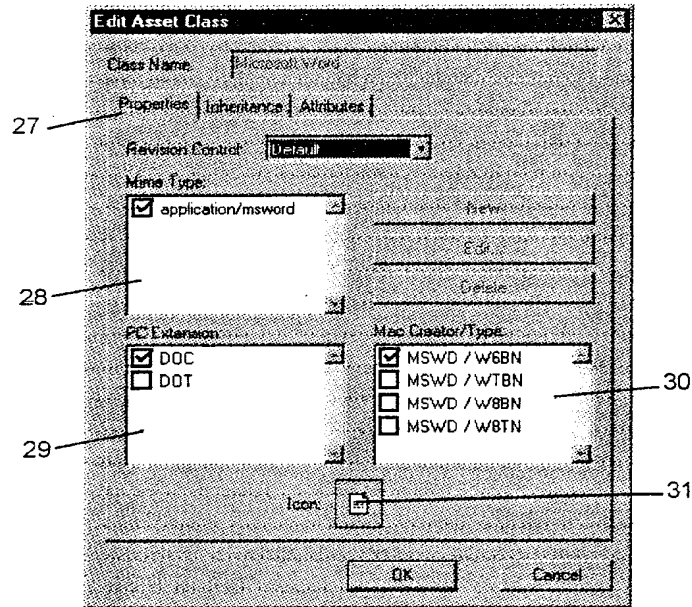 Edit Asset Class
Class Name: Microsoft Word
Properties Inheritance Attributes
27
Revision Control: Default
Mime Type:
application/msword
New
Edit
Delete
28
PC Extension: Mac Creator/Type:
DOC
DOT
MSWD / W6BN
MSWD / WTBN
MSWD / W8BN
MSWD / W8TN
30
29
Icon:
31
OK Cancel